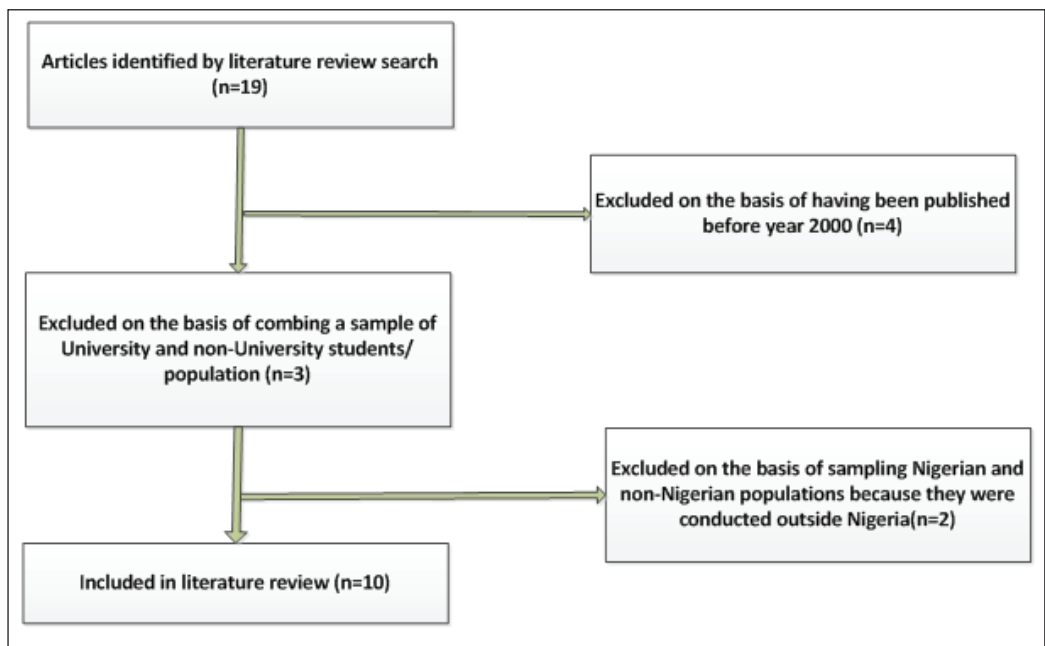 Articles identified by literature review search
(n=19)
Excluded on the basis of having been published
before year 2000 (n=4)
Excluded on the basis of combing a sample of
University and non-University students/
population (n=3)
Excluded on the basis of sampling Nigerian and
non-Nigerian populations because they were
conducted outside Nigeria(n=2)
Included in literature review (n=10)